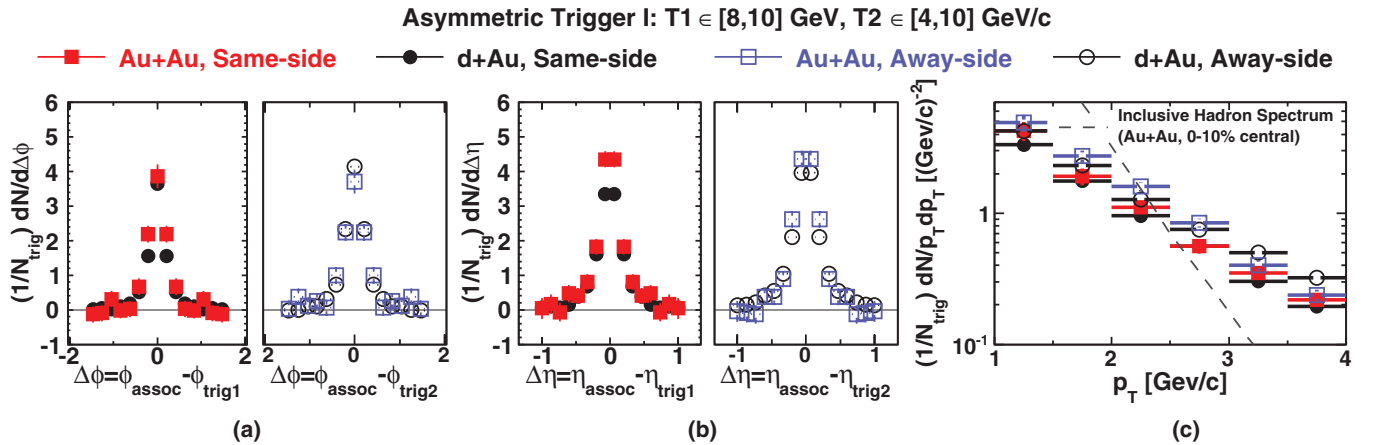 Asymmetric Trigger I: T1 ∈ [8,10] GeV, T2 ∈ [4,10] GeV/c
Au+Au, Same-side
d+Au, Same-side
Au+Au, Away-side
d+Au, Away-side
(1/N_trig) dN/dΔϕ
6
5
4
3
2
1
0
-1
-2
0
2
0
2
Δϕ=ϕ_assoc-ϕ_trig1
Δϕ=ϕ_assoc-ϕ_trig2
(a)
(1/N_trig) dN/dΔη
6
5
4
3
2
1
0
-1
-1
0
1
-1
0
1
Δη=η_assoc-η_trig1
Δη=η_assoc-η_trig2
(b)
(1/N_trig) dN/p_T dp_T [(GeV/c)^-2]
Inclusive Hadron Spectrum
(Au+Au, 0-10% central)
1
10^-1
1
2
3
4
p_T [Gev/c]
(c)